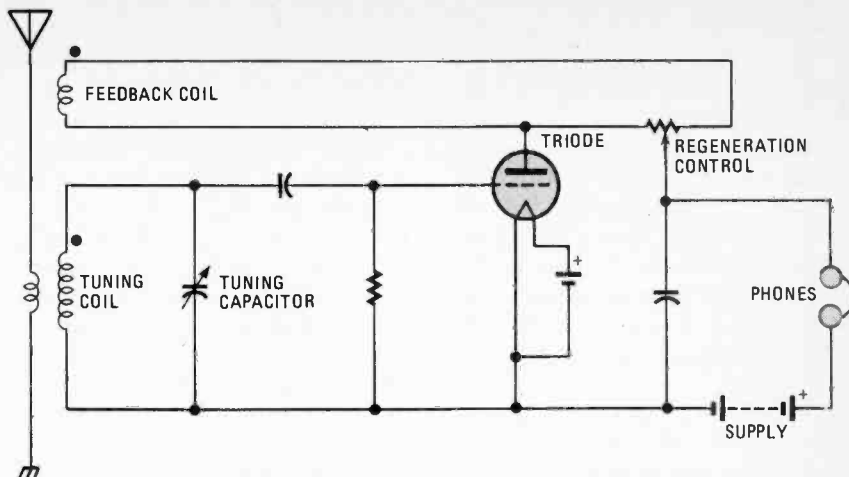 FEEDBACK COIL
TRIODE
REGENERATION
CONTROL
TUNING
COIL
TUNING
CAPACITOR
+
PHONES
+
SUPPLY